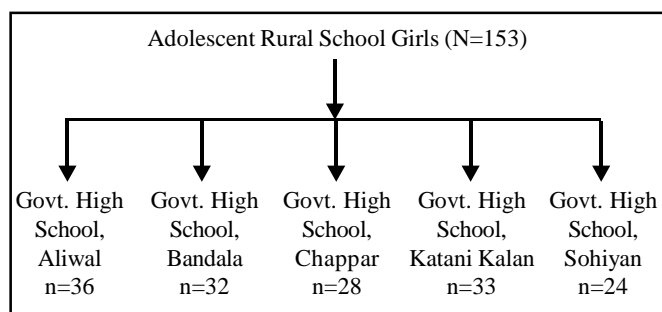 Adolescent Rural School Girls (N=153)
Govt. High
School,
Aliwal
n=36
Govt. High
School,
Bandala
n=32
Govt. High
School,
Chappar
n=28
Govt. High
School,
Katani Kalan
n=33
Govt. High
School,
Sohiyan
n=24